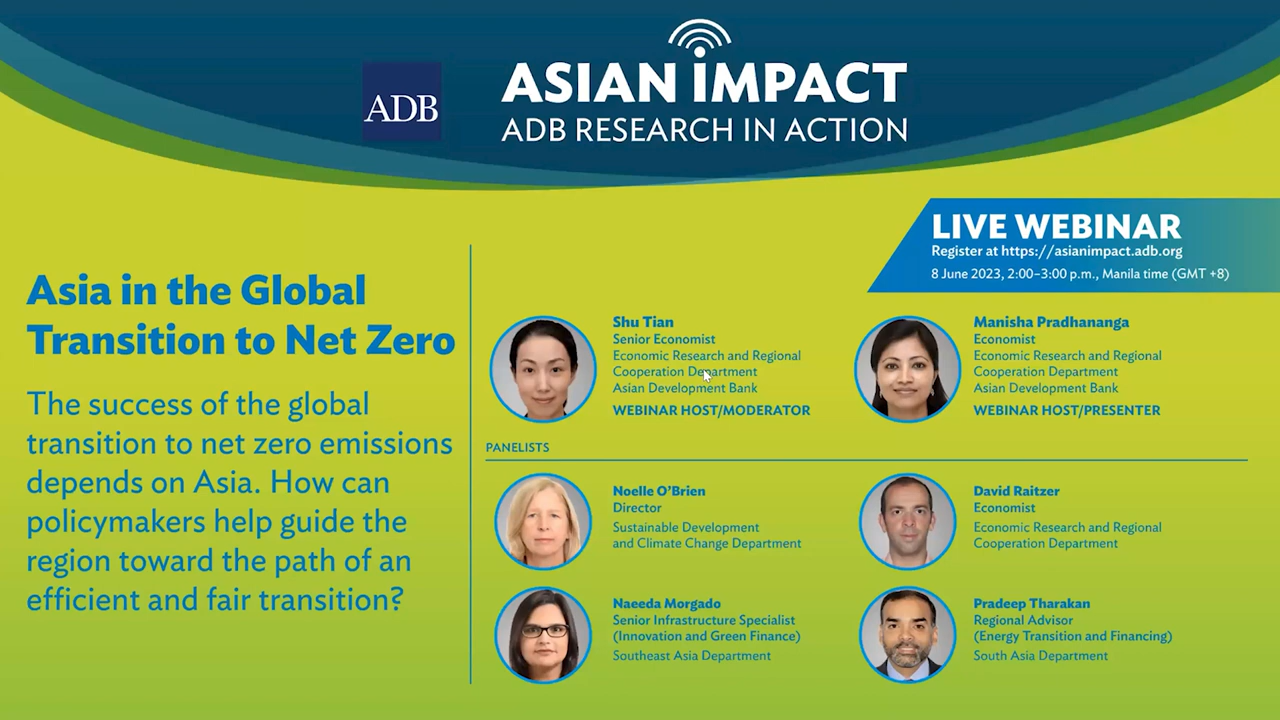 ADB
ASIAN IMPACT
ADB RESEARCH IN ACTION
LIVE WEBINAR
Register at https://asianimpact.adb.org
8 June 2023, 2:00–3:00 p.m., Manila time (GMT +8)
Asia in the Global
Transition to Net Zero
The success of the global
transition to net zero emissions
depends on Asia. How can
policymakers help guide the
region toward the path of an
efficient and fair transition?
Shu Tian
Senior Economist
Economic Research and Regional
Cooperation Department
Asian Development Bank
WEBINAR HOST/MODERATOR
Manisha Pradhananga
Economist
Economic Research and Regional
Cooperation Department
Asian Development Bank
WEBINAR HOST/PRESENTER
PANELISTS
Noelle O'Brien
Director
Sustainable Development
and Climate Change Department
David Raitzer
Economist
Economic Research and Regional
Cooperation Department
Naeeda Morgado
Senior Infrastructure Specialist
(Innovation and Green Finance)
Southeast Asia Department
Pradeep Tharakan
Regional Advisor
(Energy Transition and Financing)
South Asia Department